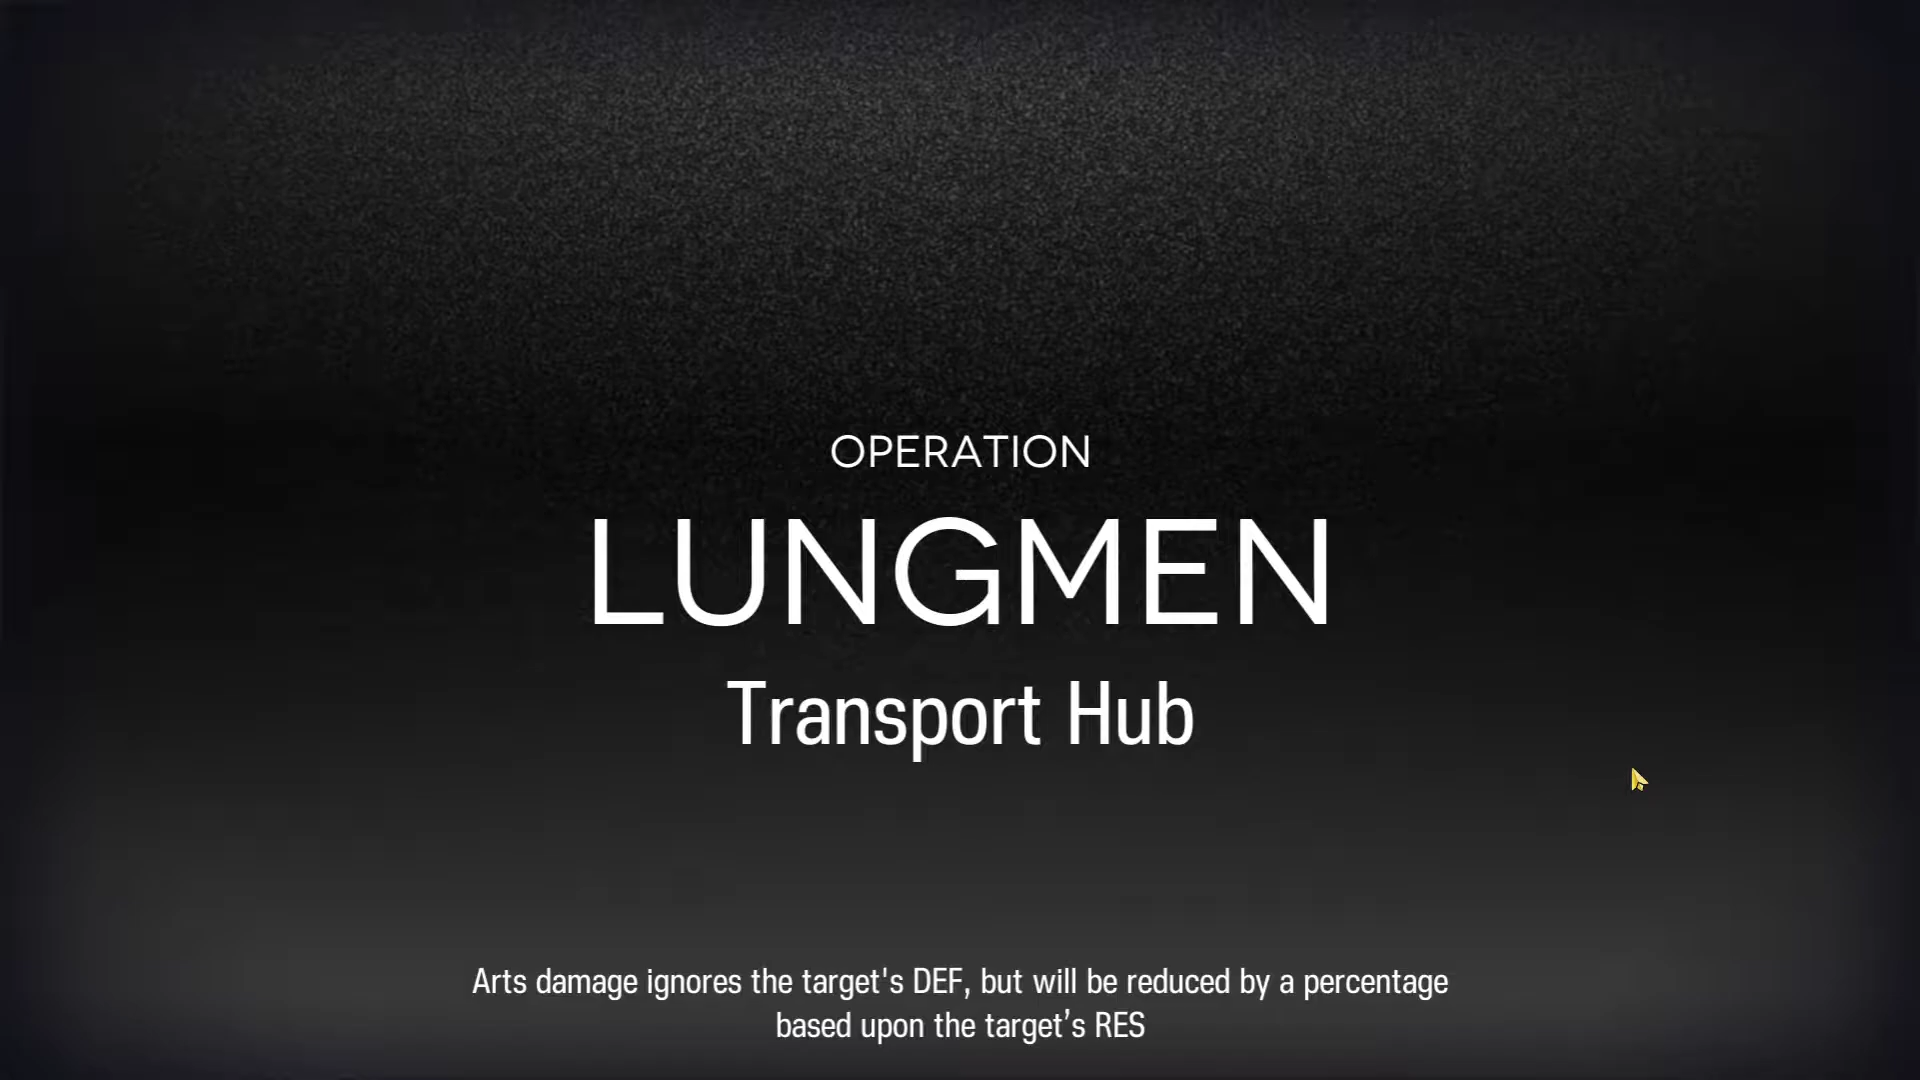 OPERATION
LUNGMEN
Transport Hub
Arts damage ignores the target's DEF, but will be reduced by a percentage
based upon the target’s RES